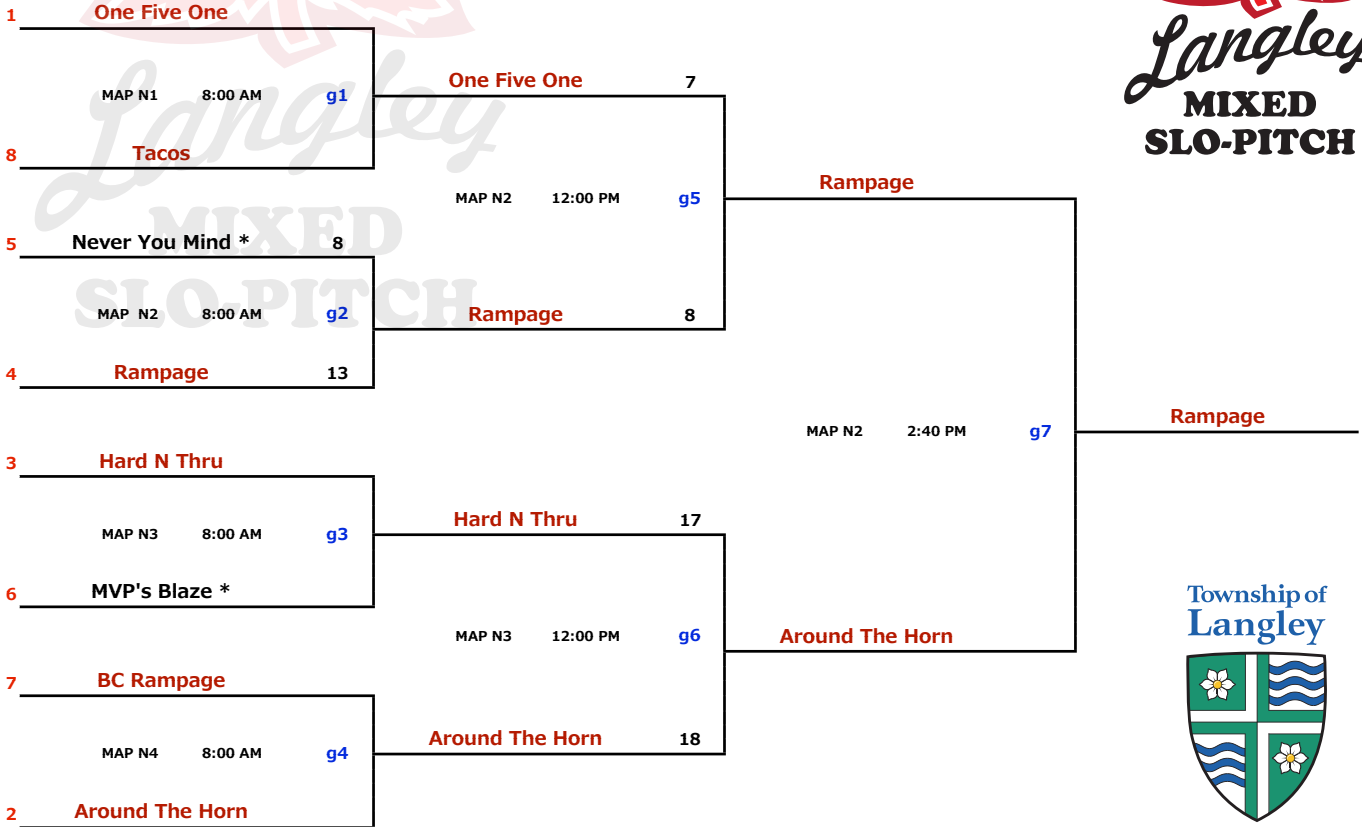 1 One Five One
MAP N1 8:00 AM g1
8 Tacos
5 Never You Mind * 8
MAP N2 8:00 AM g2
4 Rampage 13
3 Hard N Thru
MAP N3 8:00 AM g3
6 MVP's Blaze *
7 BC Rampage
MAP N4 8:00 AM g4
2 Around The Horn
One Five One 7
MAP N2 12:00 PM g5
Rampage 8
Hard N Thru 17
MAP N3 12:00 PM g6
Around The Horn 18
Rampage
MAP N2 2:40 PM g7
Around The Horn
Rampage
Langley
MIXED
SLO-PITCH
Langley
MIXED
SLO-PITCH
Township of
Langley